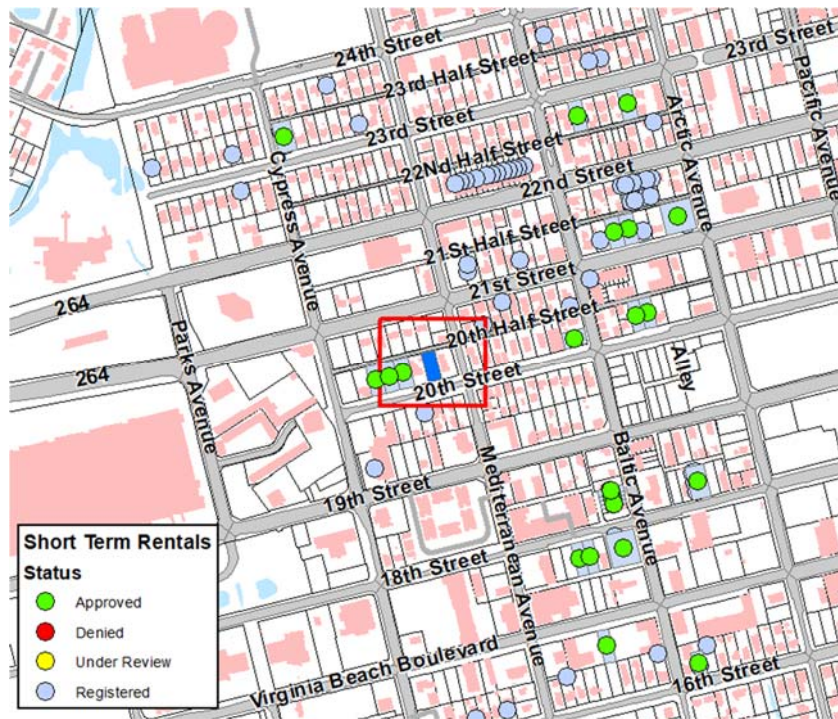 24th Street
23rd Half Street
23rd Street
23rd Street
Pacific Avenue
Arctic Avenue
22Nd Half Street
22nd Street
Cypress Avenue
21St Half Street
21st Street
264
20th Half Street
Parks Avenue
264
20th Street
Alley
Mediterranean Avenue
Baltic Avenue
19th Street
18th Street
Virginia Beach Boulevard
16th Street
Short Term Rentals
Status
Approved
Denied
Under Review
Registered